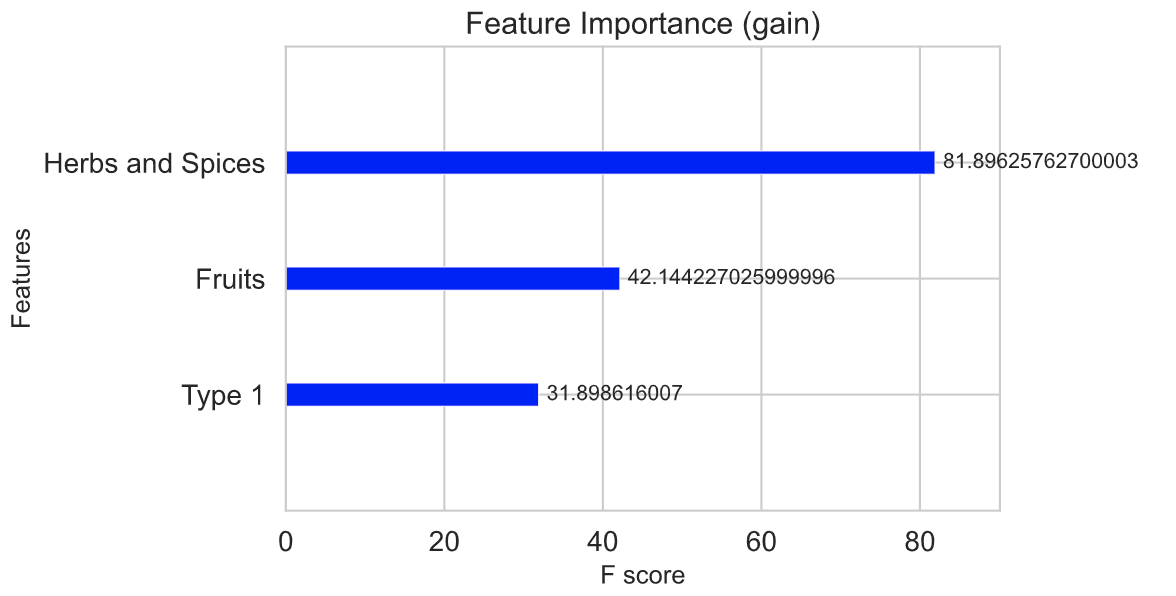 Feature Importance (gain)
Features
Herbs and Spices
81.89625762700003
Fruits
42.144227025999996
Type 1
31.898616007
0 20 40 60 80
F score